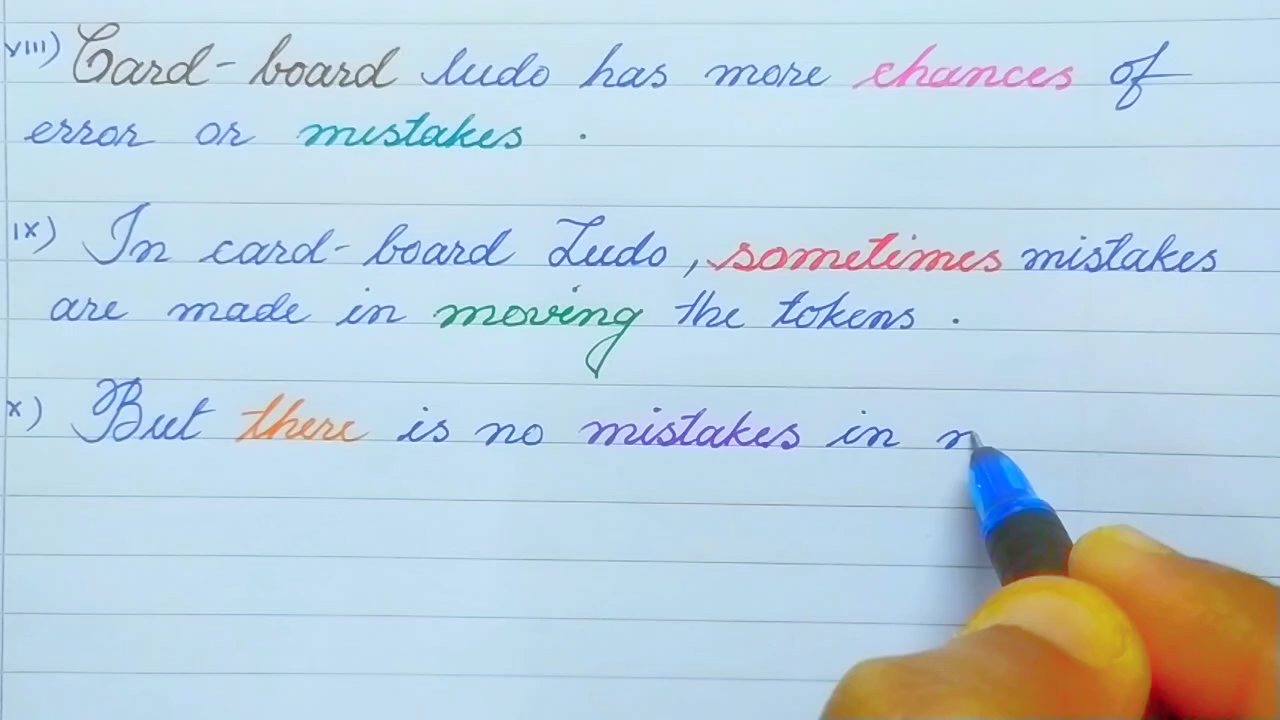 viii) Card-board ludo has more chances of
error or mistakes .
ix) In card-board Ludo, sometimes mistakes
are made in moving the tokens .
x) But there is no mistakes in